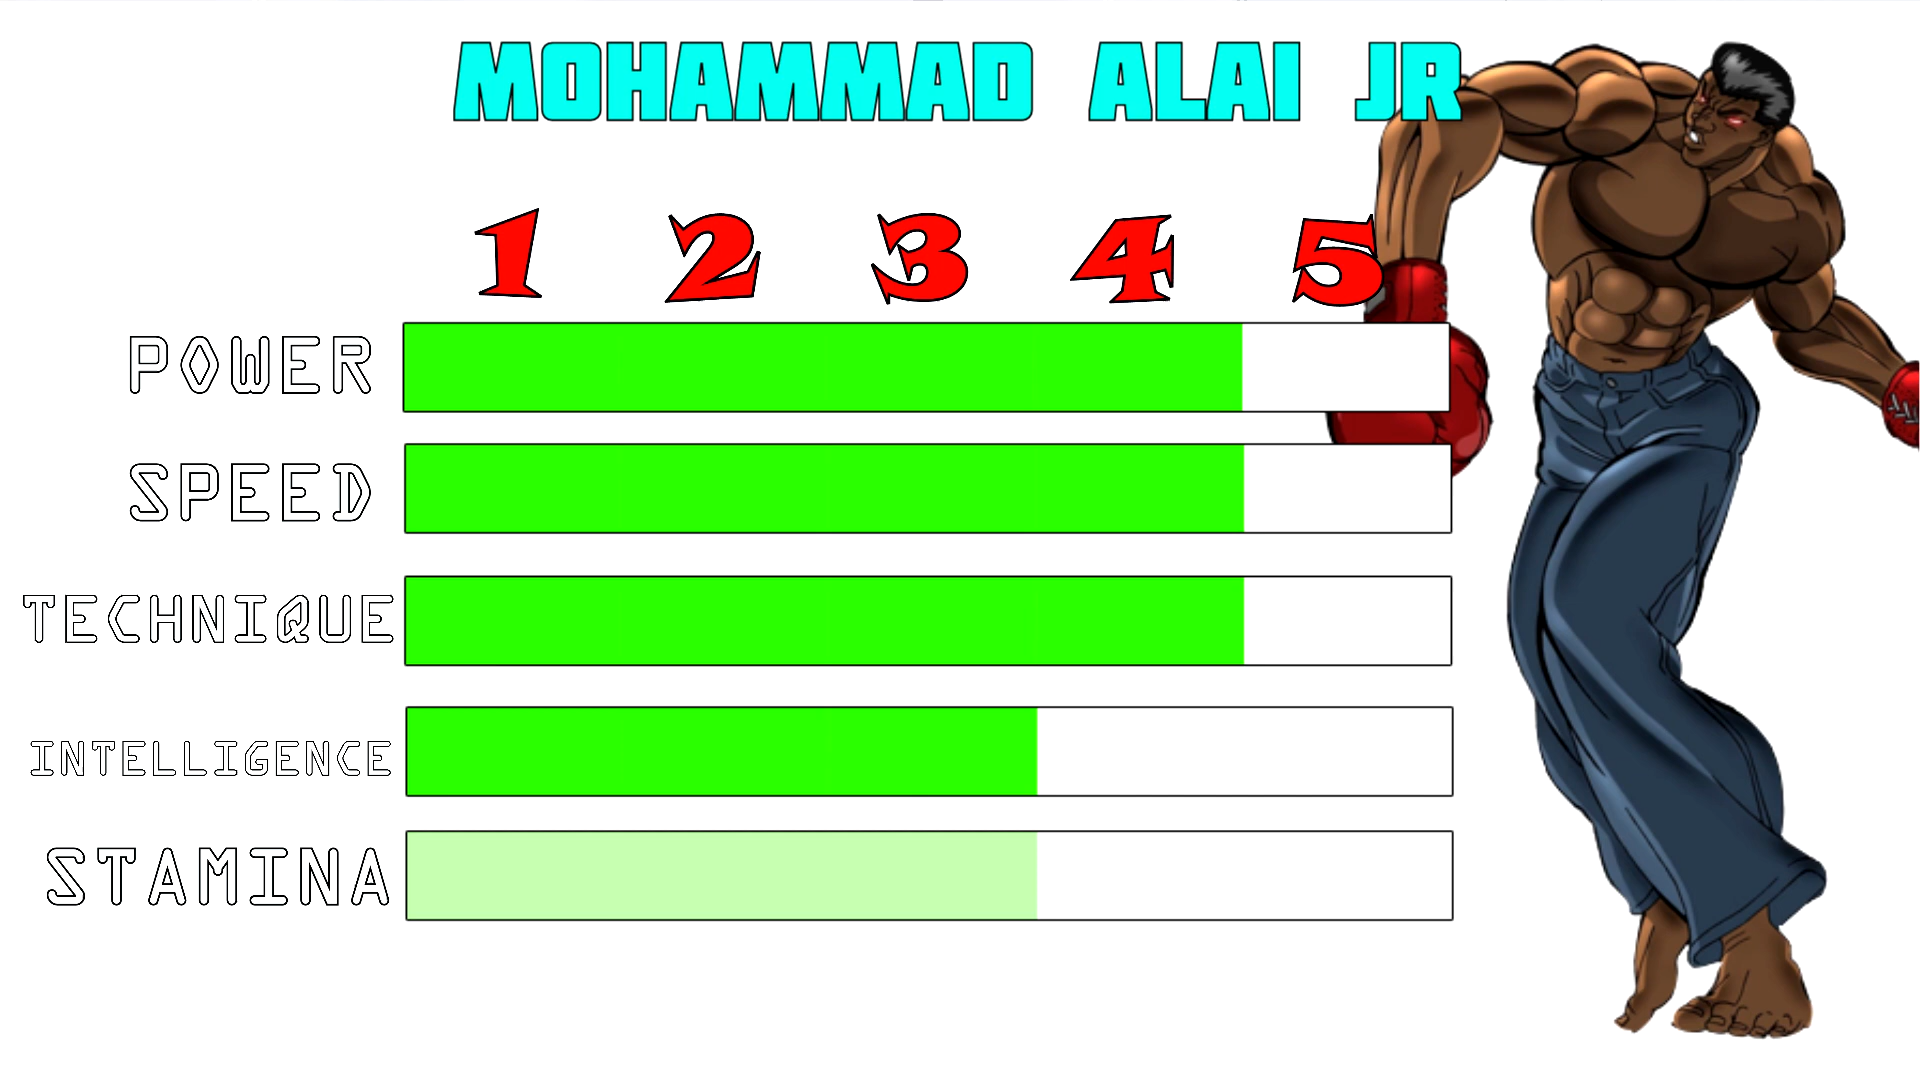 MOHAMMAD ALAI JR
1 2 3 4 5
POWER
SPEED
TECHNIQUE
INTELLIGENCE
STAMINA